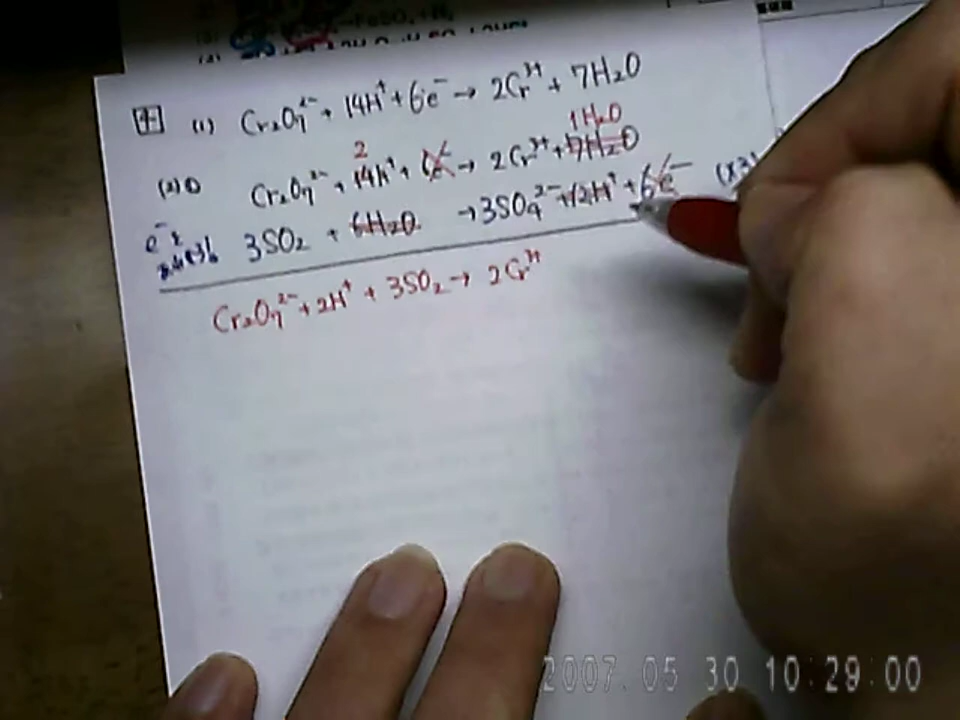 (1) Cr₂O₇²⁻ + 14H⁺ + 6e⁻ → 2Cr³⁺ + 7H₂O
2 1H₂O
(2)① Cr₂O₇²⁻ + 14H⁺ + 6e⁻ → 2Cr³⁺ + 7H₂O
e⁻ 3SO₂ + 6H₂O → 3SO₄²⁻ + 12H⁺ + 6e⁻ (×3)
Cr₂O₇²⁻ + 2H⁺ + 3SO₂ → 2Cr³⁺
2007.05 30 10:29:00